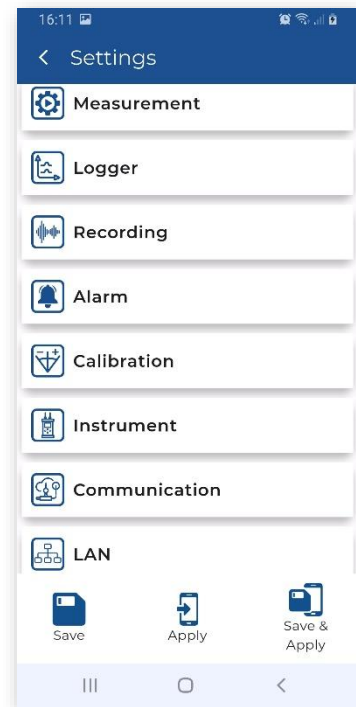 16:11
Settings
Measurement
Logger
Recording
Alarm
Calibration
Instrument
Communication
LAN
Save
Apply
Save &
Apply